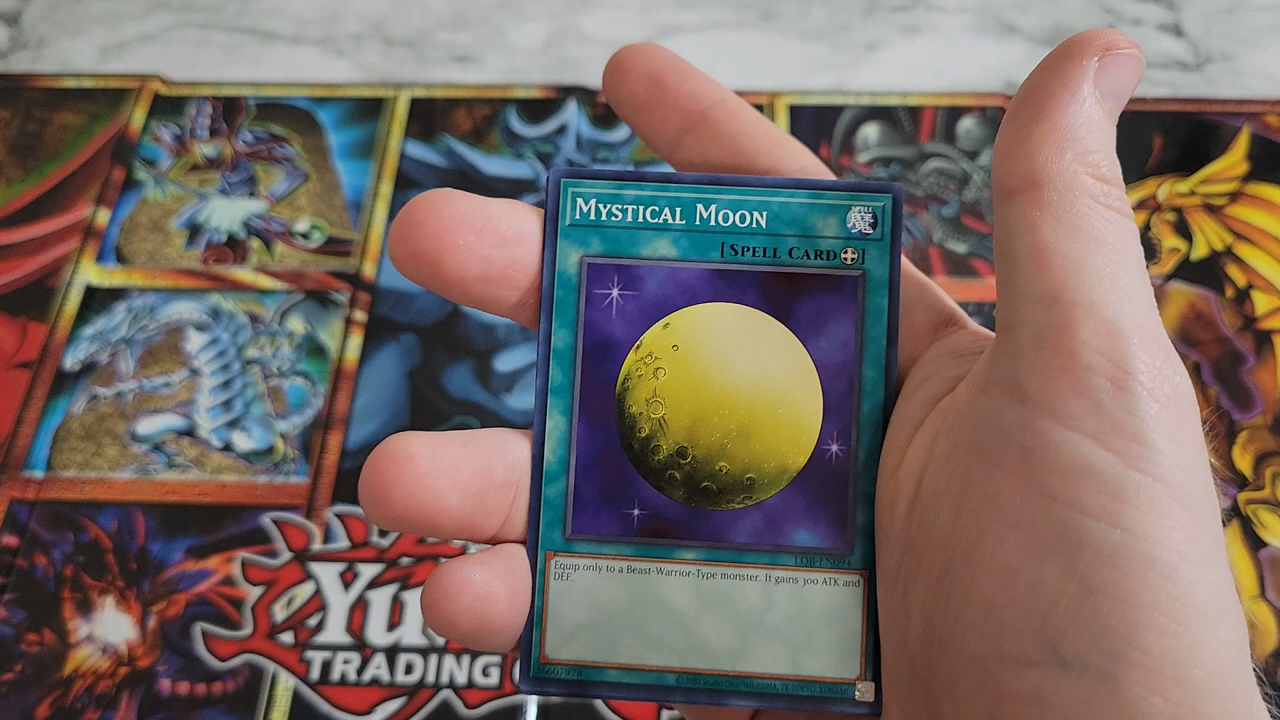 Mystical Moon
[Spell Card]
LOB-EN094
Equip only to a Beast-Warrior-Type monster. It gains 300 ATK and
DEF.
Yu
TRADING